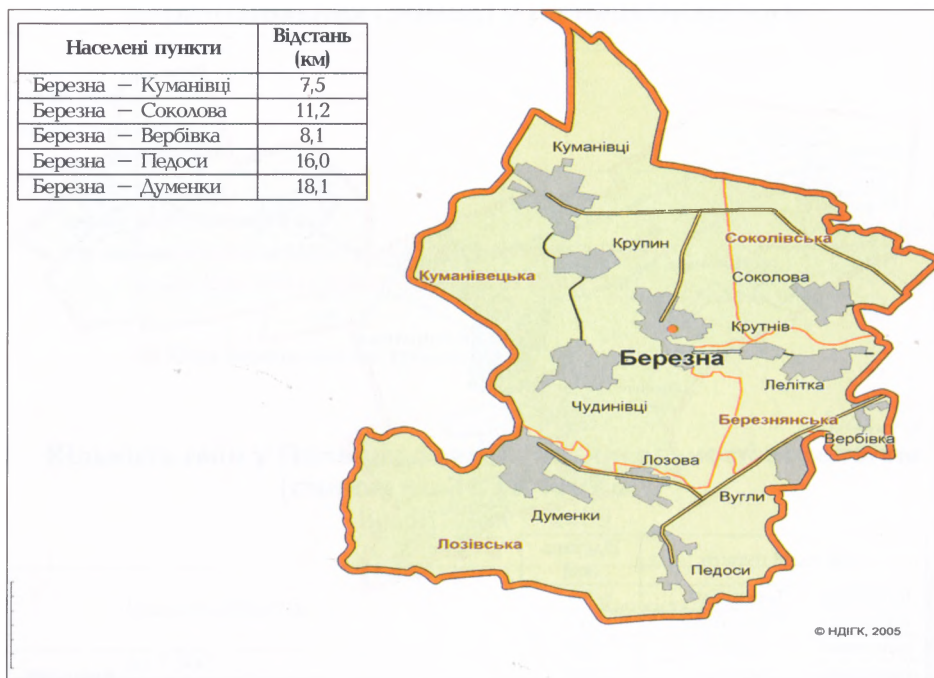 Населені пункти Відстань (км)
Березна — Куманівці 7,5
Березна — Соколова 11,2
Березна — Вербівка 8,1
Березна — Педоси 16,0
Березна — Думенки 18,1
Куманівці
Крупин
Соколівська
Куманівецька
Соколова
Крутнів
Березна
Лелітка
Чудинівці
Березнянська
Вербівка
Лозова
Вугли
Думенки
Лозівська
Педоси
© НДІГК, 2005